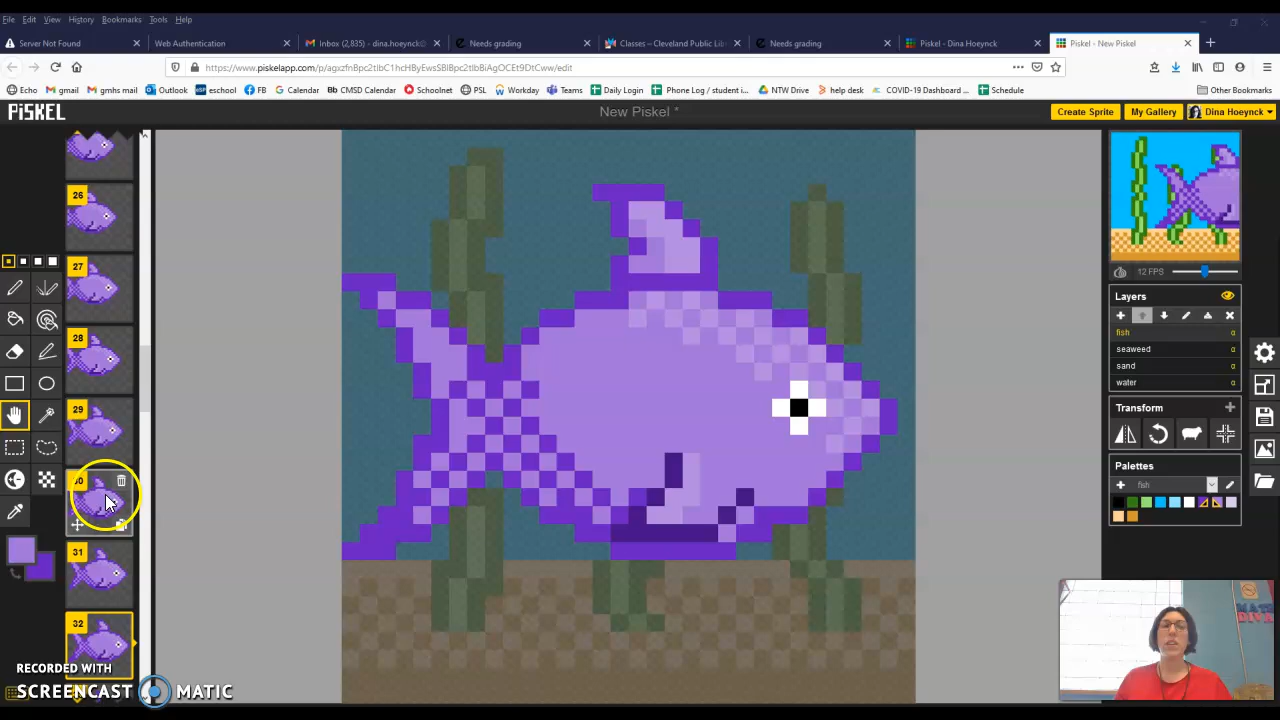 File Edit View History Bookmarks Tools Help
Server Not Found
Web Authentication
Inbox (2,835) - dina.hoeynck@
Needs grading
Classes – Cleveland Public Lib
Needs grading
Piskel - Dina Hoeynck
Piskel - New Piskel
https://www.piskelapp.com/p/agxzfnBpc2tlbC1hcHByEwsSBlBpc2tlbBiAgOCEt9DtCww/edit
PSL
gmail
gmhs mail
Outlook
eschool
FB
Calendar
Bb CMSD Calendar
Schoolnet
PSL
Workday
Teams
Daily Login
Phone Log / student i...
NTW Drive
help desk
COVID-19 Dashboard ...
Schedule
Other Bookmarks
PISKEL
New Piskel *
Create Sprite
My Gallery
Dina Hoeynck
26
27
28
29
31
32
12 FPS
Layers
fish α
seaweed α
sand α
water α
Transform
Palettes
fish
RECORDED WITH
SCREENCAST MATIC